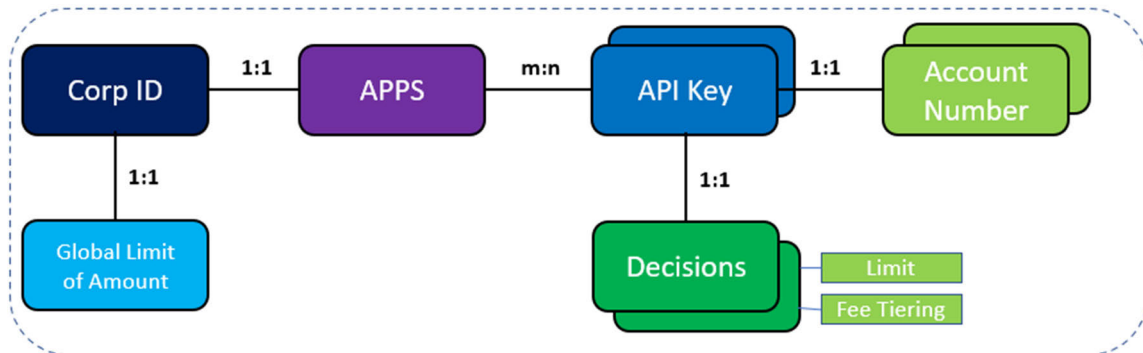 Corp ID
1:1
APPS
m:n
API Key
1:1
Account
Number
1:1
1:1
Global Limit
of Amount
Decisions
Limit
Fee Tiering